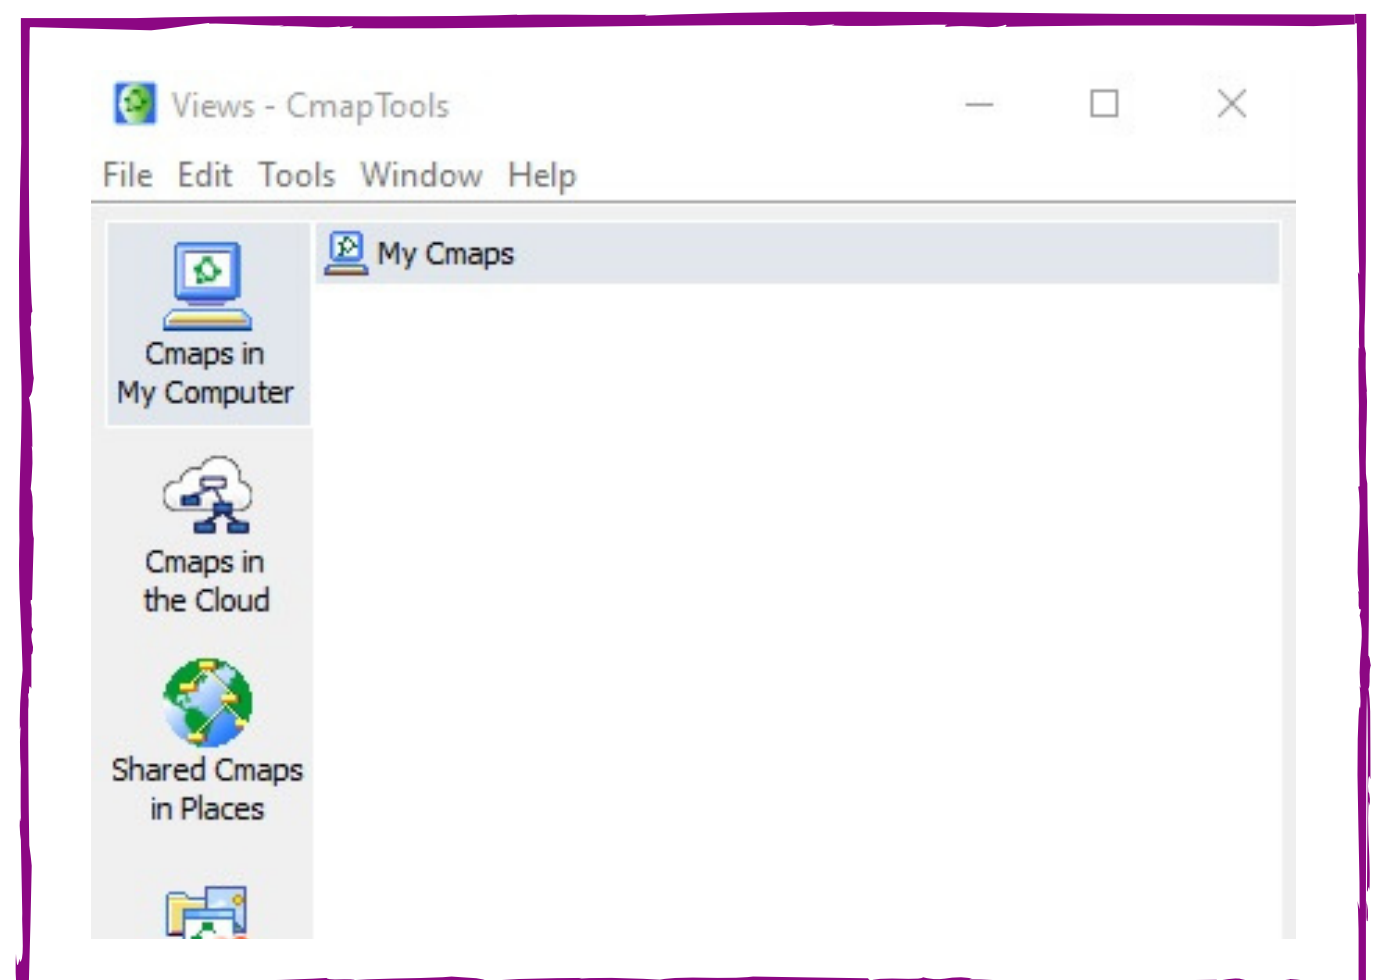 Views - CmapTools
File Edit Tools Window Help
My Cmaps
Cmaps in
My Computer
Cmaps in
the Cloud
Shared Cmaps
in Places